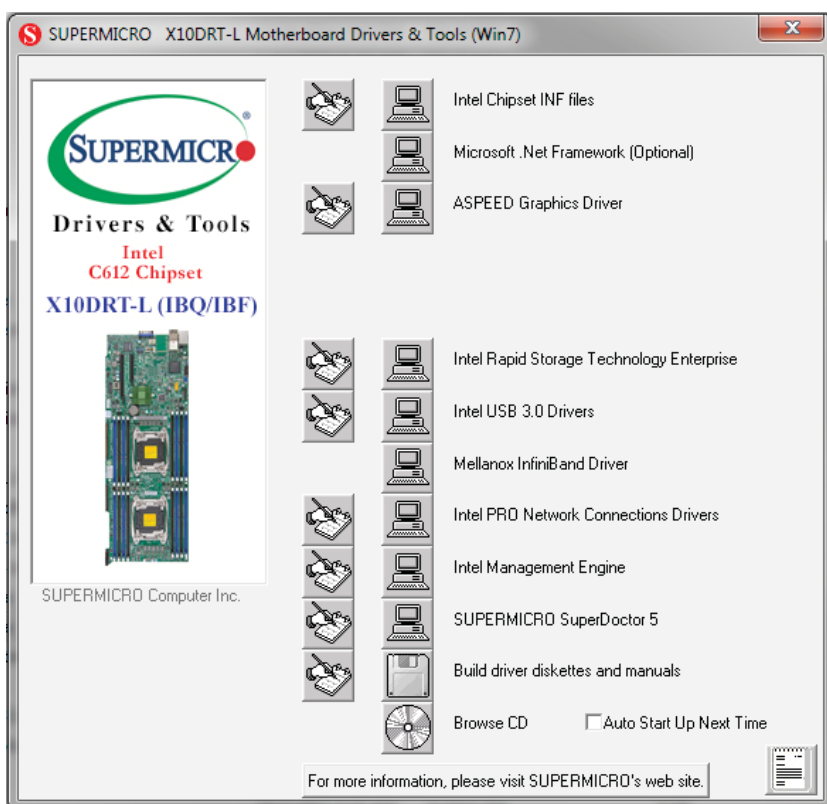 SUPERMICRO X10DRT-L Motherboard Drivers & Tools (Win7)
SUPERMICR
®
Drivers & Tools
Intel
C612 Chipset
X10DRT-L (IBQ/IBF)
SUPERMICRO Computer Inc.
Intel Chipset INF files
Microsoft .Net Framework (Optional)
ASPEED Graphics Driver
Intel Rapid Storage Technology Enterprise
Intel USB 3.0 Drivers
Mellanox InfiniBand Driver
Intel PRO Network Connections Drivers
Intel Management Engine
SUPERMICRO SuperDoctor 5
Build driver diskettes and manuals
Browse CD
Auto Start Up Next Time
For more information, please visit SUPERMICRO's web site.